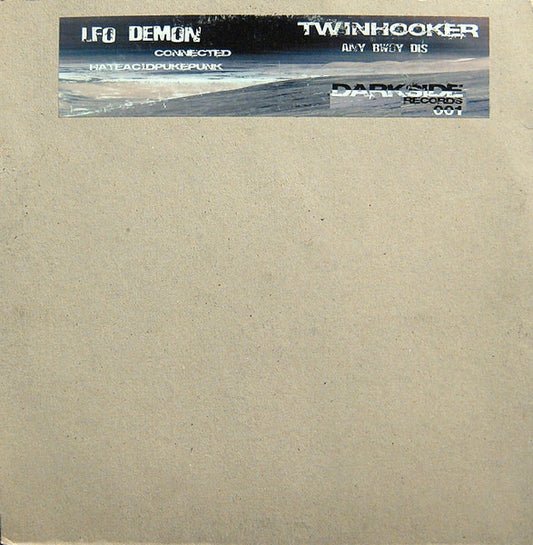 LFO DEMON
CONNECTED
HATEACIDPUKEPUNK
TWINHOOKER
ANY BWOY DIS
DARKSIDE
RECORDS
001